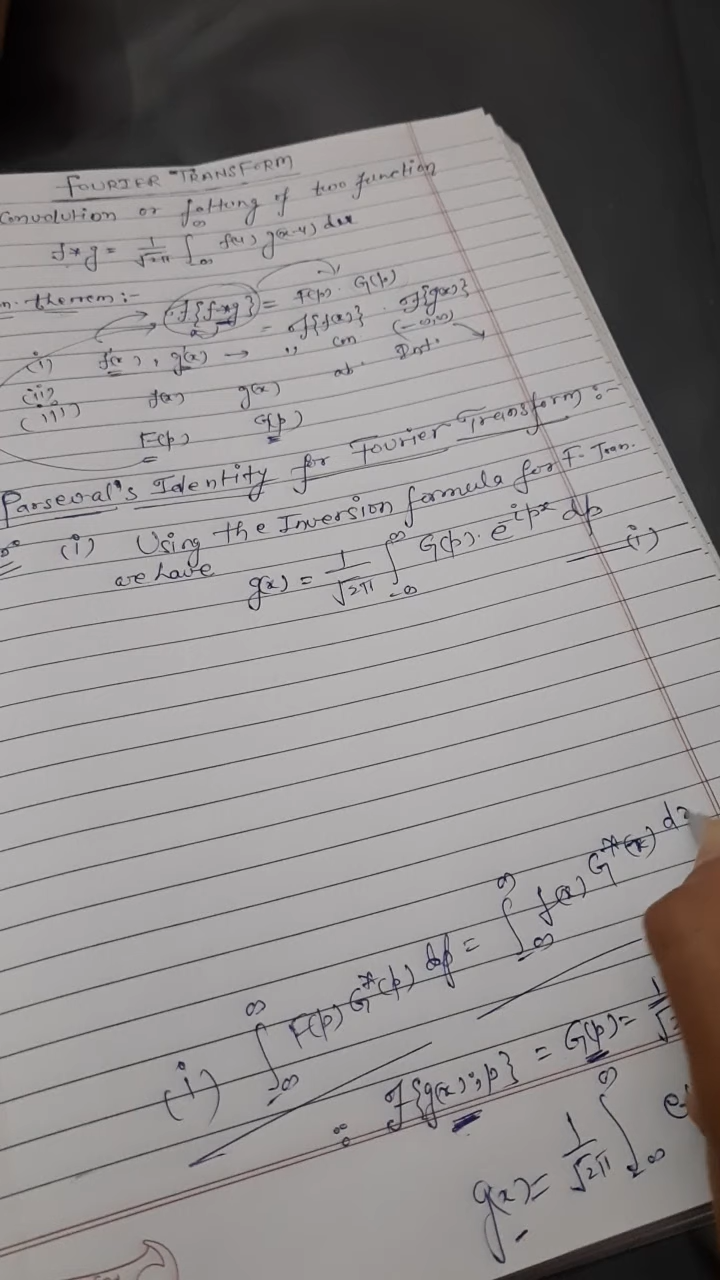 FOURIER TRANSFORM
Convolution or faltung of two function
f*g = 1/√2π ∫_-∞^∞ f(u) g(x-u) du
n. theorem:- F{f*g} = F(p). G(p)
= F{f(x)} . F{g(x)}
(i) f(x), g(x) → ,, con (-∞,∞)
(ii) f(x) g(x) ab. Int.
(iii) F(p) G(p)
Parseval's Identity for Fourier Transform:-
(i) Using the Inversion formula for F. Tran.
we have g(x) = 1/√2π ∫_-∞^∞ G(p). e^ipx dp —(i)
(i) ∫_-∞^∞ F(p) G*(p) dp = ∫_-∞^∞ f(x) G*(x) dx
∴ F{g(x);p} = G(p) = 1/√2
g(x) = 1/√2π ∫_-∞^∞ e